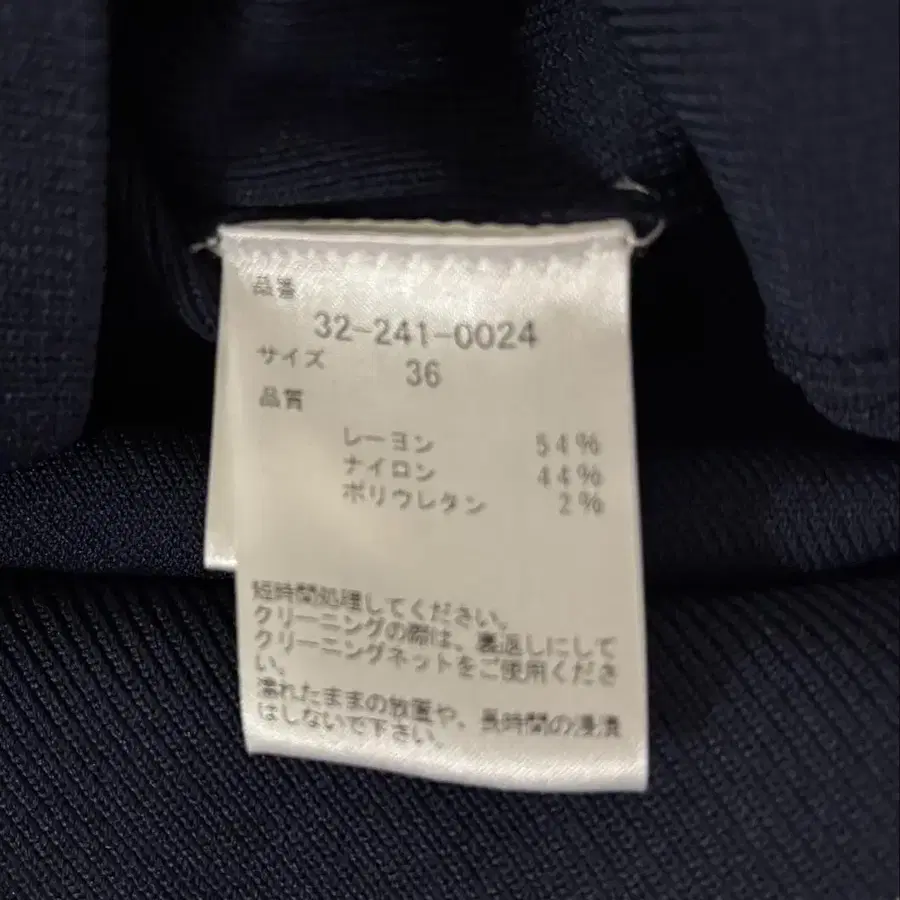 品番
32-241-0024
サイズ 36
品質
レーヨン 54%
ナイロン 44%
ポリウレタン 2%
短時間処理してください。
クリーニングの際は、裏返しにして
クリーニングネットをご使用くださ
い。
濡れたままの放置や、長時間の浸漬
はしないで下さい。